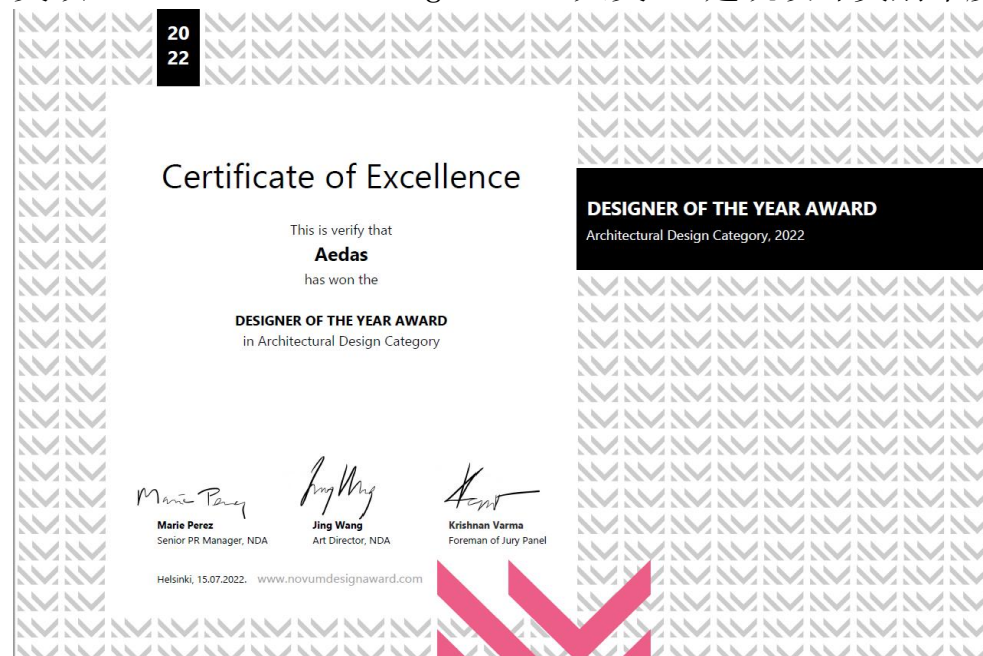 20
22
Certificate of Excellence
This is verify that
Aedas
has won the
DESIGNER OF THE YEAR AWARD
in Architectural Design Category
DESIGNER OF THE YEAR AWARD
Architectural Design Category, 2022
Marie Perez
Senior PR Manager, NDA
Jing Wang
Art Director, NDA
Krishnan Varma
Foreman of Jury Panel
Helsinki, 15.07.2022. www.novumdesignaward.com